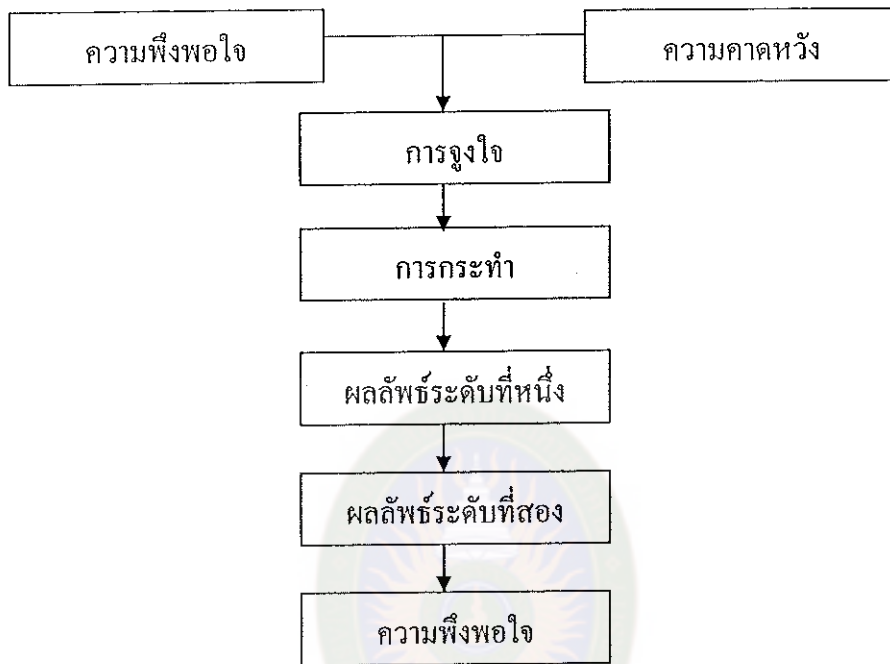 ความพึงพอใจ
ความคาดหวัง
การจูงใจ
การกระทำ
ผลลัพธ์ระดับที่หนึ่ง
ผลลัพธ์ระดับที่สอง
ความพึงพอใจ